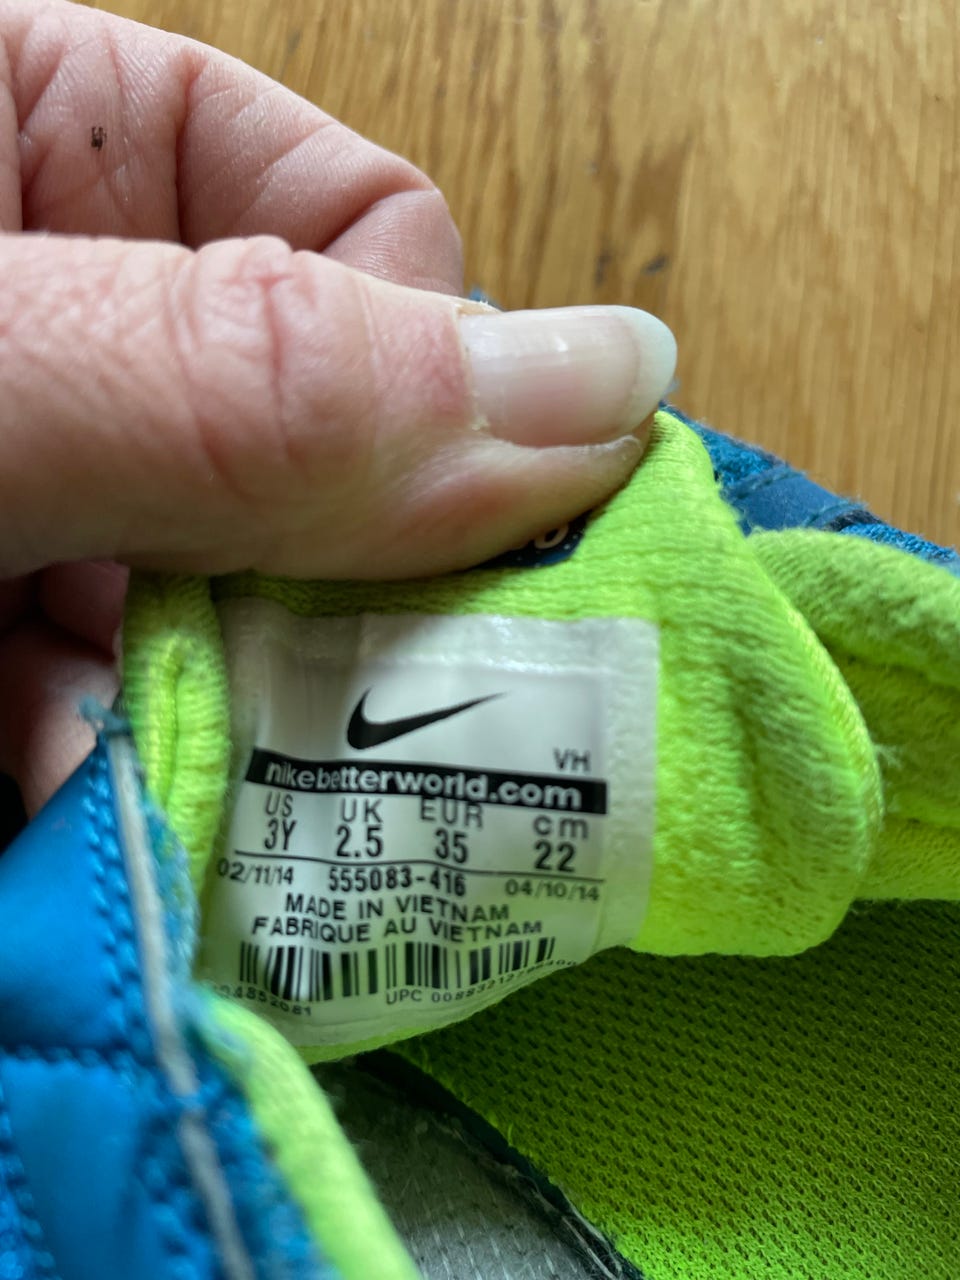 VH
nikebetterworld.com
US UK EUR cm
3Y 2.5 35 22
02/11/14 555083-416 04/10/14
MADE IN VIETNAM
FABRIQUE AU VIETNAM
UPC